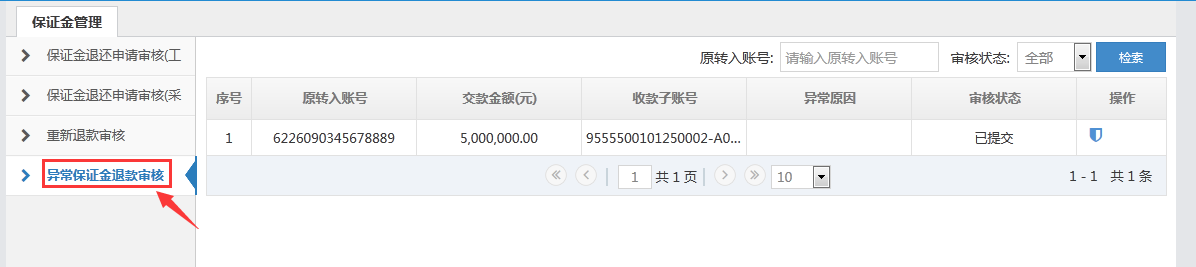 保证金管理
保证金退还申请审核(工
保证金退还申请审核(采
重新退款审核
异常保证金退款审核
原转入账号: 请输入原转入账号 审核状态: 全部 检索
序号 原转入账号 交款金额(元) 收款子账号 异常原因 审核状态 操作
1 6226090345678889 5,000,000.00 9555500101250002-A0... 已提交
1 共 1 页 10 1 - 1 共 1 条